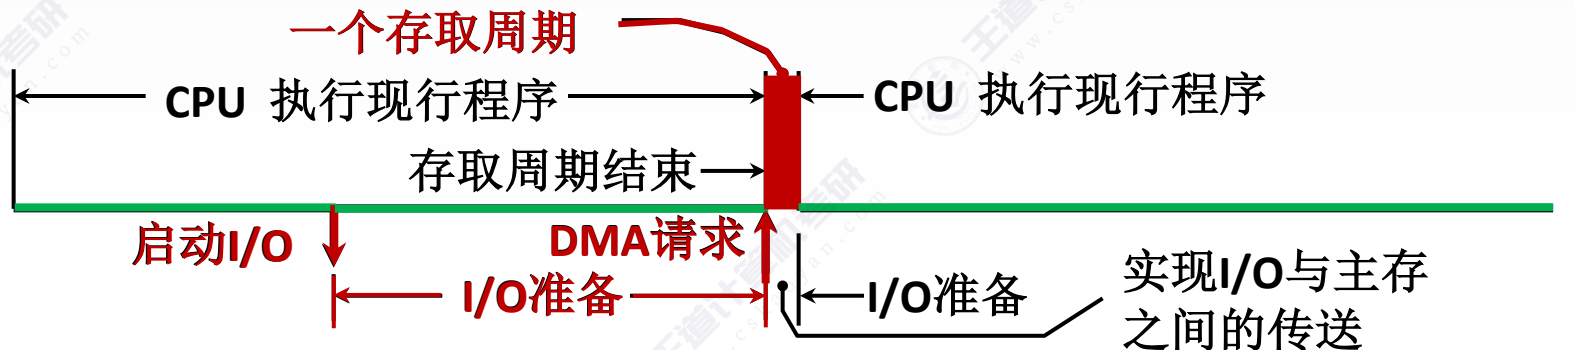 一个存取周期
CPU 执行现行程序
CPU 执行现行程序
存取周期结束
启动I/O
DMA请求
I/O准备
I/O准备
实现I/O与主存
之间的传送